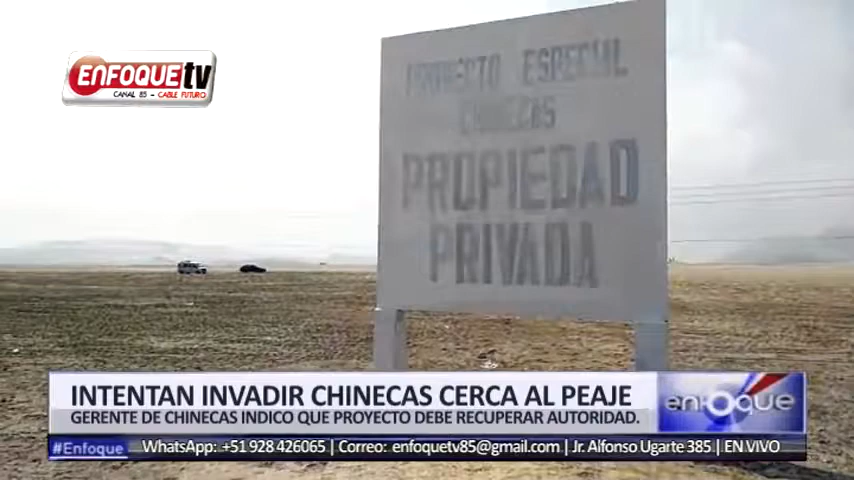 ENFOQUEtv
CANAL 85 - CABLE FUTURO
PROYECTO ESPECIAL
CHINECAS
PROPIEDAD
PRIVADA
INTENTAN INVADIR CHINECAS CERCA AL PEAJE
GERENTE DE CHINECAS INDICO QUE PROYECTO DEBE RECUPERAR AUTORIDAD.
enfoque
#Enfoque WhatsApp: +51 928 426065 | Correo: enfoquetv85@gmail.com | Jr. Alfonso Ugarte 385 | EN VIVO